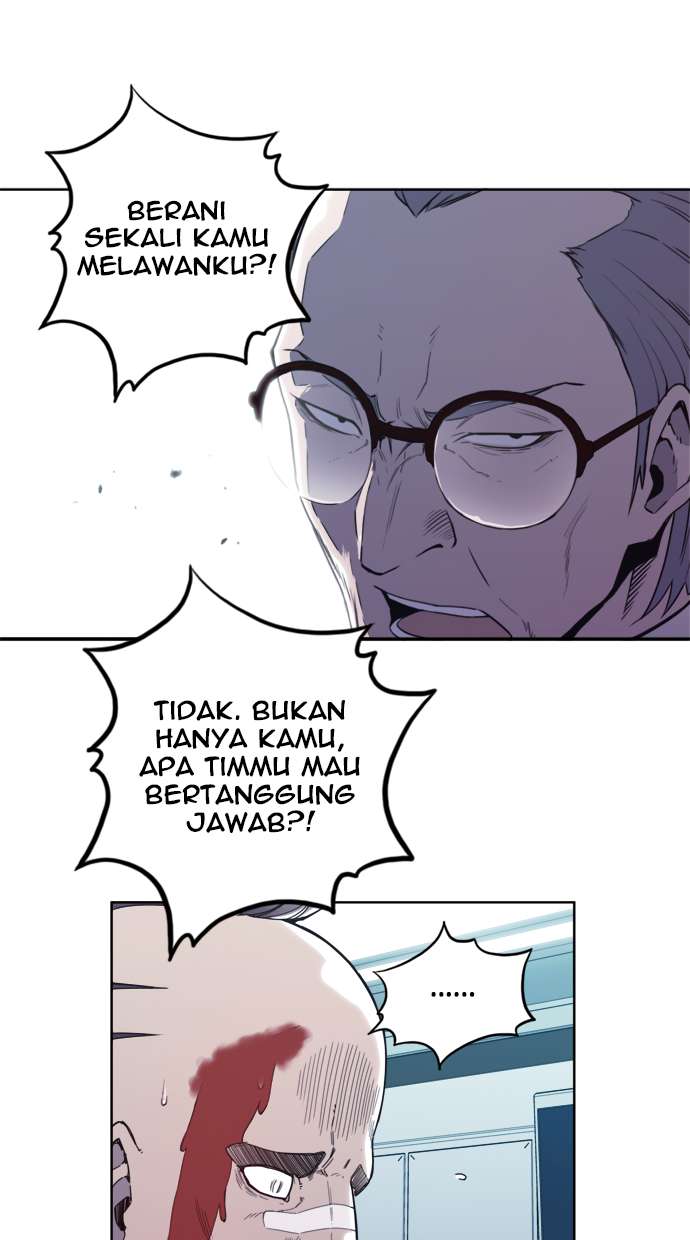 BERANI
SEKALI KAMU
MELAWANKU?!
TIDAK. BUKAN
HANYA KAMU,
APA TIMMU MAU
BERTANGGUNG
JAWAB?!
......